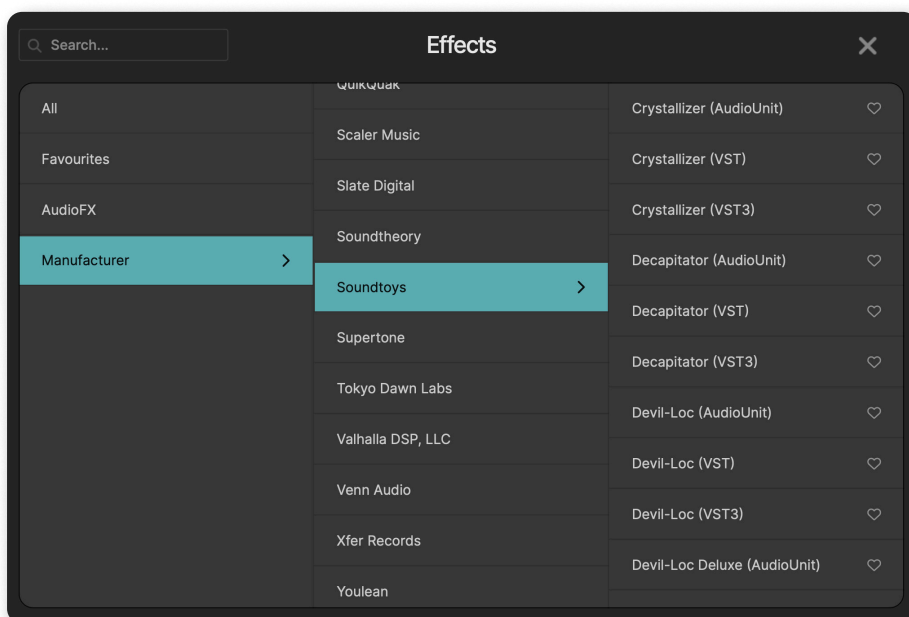 Search...
Effects
All
Favourites
AudioFX
Manufacturer
QuikQuak
Scaler Music
Slate Digital
Soundtheory
Soundtoys
Supertone
Tokyo Dawn Labs
Valhalla DSP, LLC
Venn Audio
Xfer Records
Youlean
Crystallizer (AudioUnit)
Crystallizer (VST)
Crystallizer (VST3)
Decapitator (AudioUnit)
Decapitator (VST)
Decapitator (VST3)
Devil-Loc (AudioUnit)
Devil-Loc (VST)
Devil-Loc (VST3)
Devil-Loc Deluxe (AudioUnit)